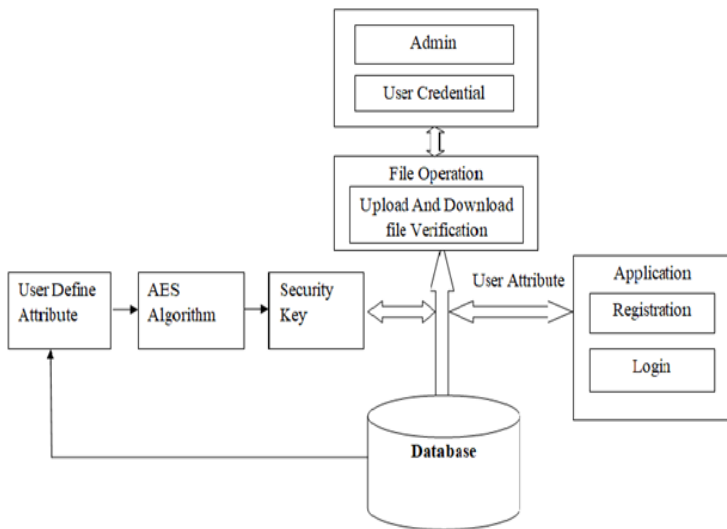 Admin
User Credential
File Operation
Upload And Download
file Verification
User Define
Attribute
AES
Algorithm
Security
Key
User Attribute
Application
Registration
Login
Database